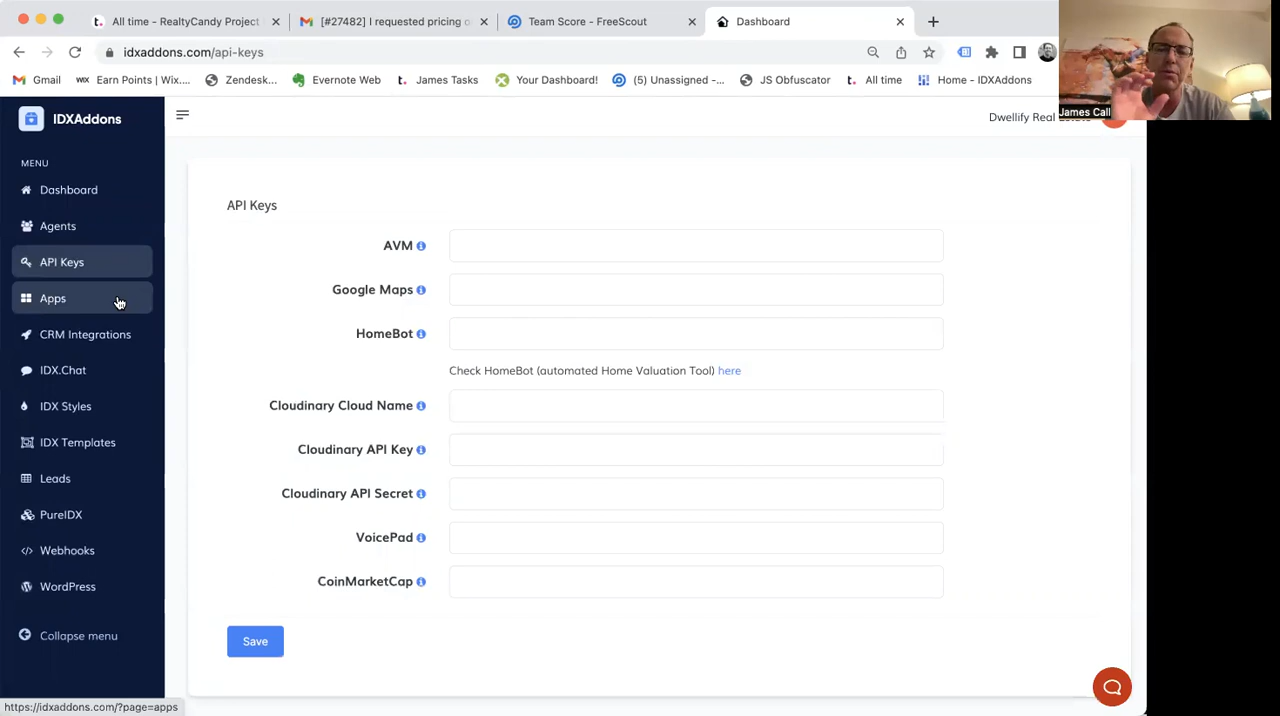 All time - RealtyCandy Project
[#27482] I requested pricing o
Team Score - FreeScout
Dashboard
idxaddons.com/api-keys
Gmail
Earn Points | Wix....
Zendesk...
Evernote Web
James Tasks
Your Dashboard!
(5) Unassigned -...
JS Obfuscator
All time
Home - IDXAddons
James Call
IDXAddons
Dwellify Real Estate
MENU
Dashboard
Agents
API Keys
Apps
CRM Integrations
IDX.Chat
IDX Styles
IDX Templates
Leads
PureIDX
Webhooks
WordPress
Collapse menu
API Keys
AVM
Google Maps
HomeBot
Check HomeBot (automated Home Valuation Tool) here
Cloudinary Cloud Name
Cloudinary API Key
Cloudinary API Secret
VoicePad
CoinMarketCap
Save
https://idxaddons.com/?page=apps